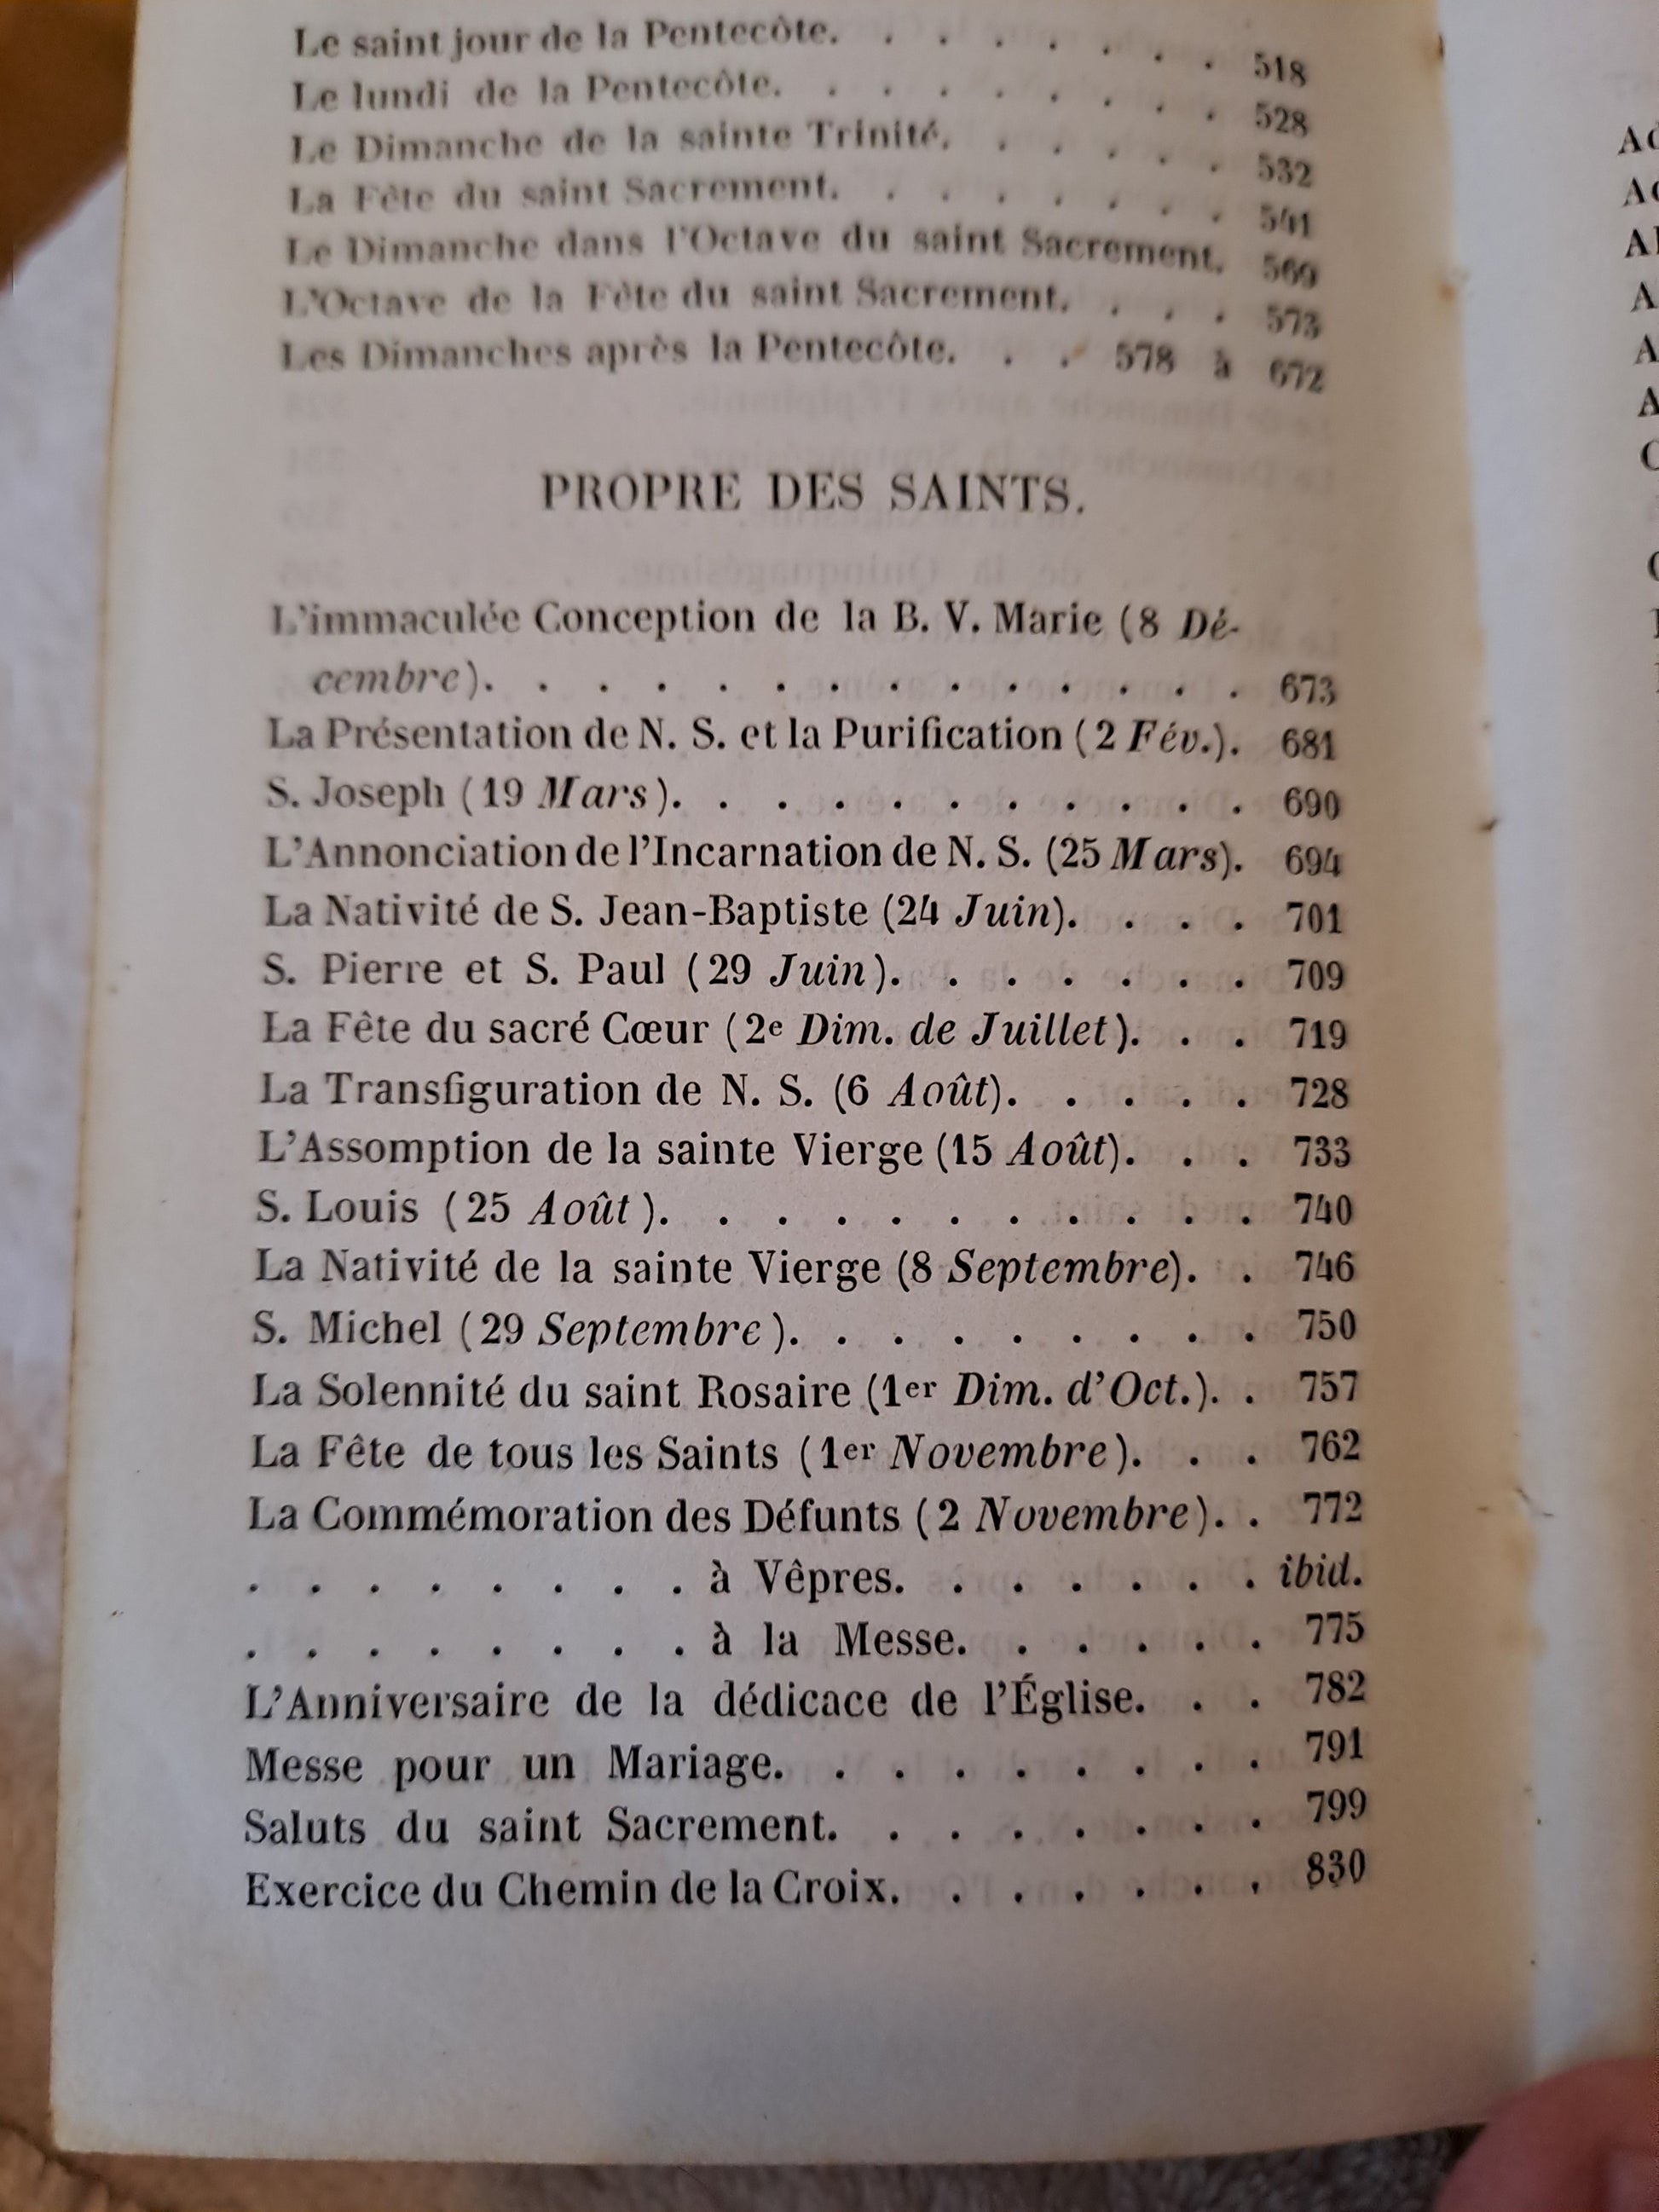 Le saint jour de la Pentecôte. . . . . . . . 518
Le lundi de la Pentecôte. . . . . . . . . 528
Le Dimanche de la sainte Trinité. . . . . . 532
La Fête du saint Sacrement. . . . . . . . 541
Le Dimanche dans l'Octave du saint Sacrement. 569
L'Octave de la Fête du saint Sacrement. . . . 573
Les Dimanches après la Pentecôte. . . 578 à 672
PROPRE DES SAINTS.
L'immaculée Conception de la B. V. Marie (8 Dé-
cembre). . . . . . . . . . . . . . 673
La Présentation de N. S. et la Purification (2 Fév.). 681
S. Joseph (19 Mars). . . . . . . . . . . 690
L'Annonciation de l'Incarnation de N. S. (25 Mars). 694
La Nativité de S. Jean-Baptiste (24 Juin). . . . 701
S. Pierre et S. Paul (29 Juin). . . . . . . 709
La Fête du sacré Cœur (2e Dim. de Juillet). . . 719
La Transfiguration de N. S. (6 Août). . . . . 728
L'Assomption de la sainte Vierge (15 Août). . . 733
S. Louis (25 Août). . . . . . . . . . . 740
La Nativité de la sainte Vierge (8 Septembre). . 746
S. Michel (29 Septembre). . . . . . . . . 750
La Solennité du saint Rosaire (1er Dim. d'Oct.). . 757
La Fête de tous les Saints (1er Novembre). . . 762
La Commémoration des Défunts (2 Novembre). . 772
. . . . . . . . à Vêpres. . . . . . . ibid.
. . . . . . . . à la Messe. . . . . . 775
L'Anniversaire de la dédicace de l'Église. . . 782
Messe pour un Mariage. . . . . . . . . 791
Saluts du saint Sacrement. . . . . . . . 799
Exercice du Chemin de la Croix. . . . . . . 830